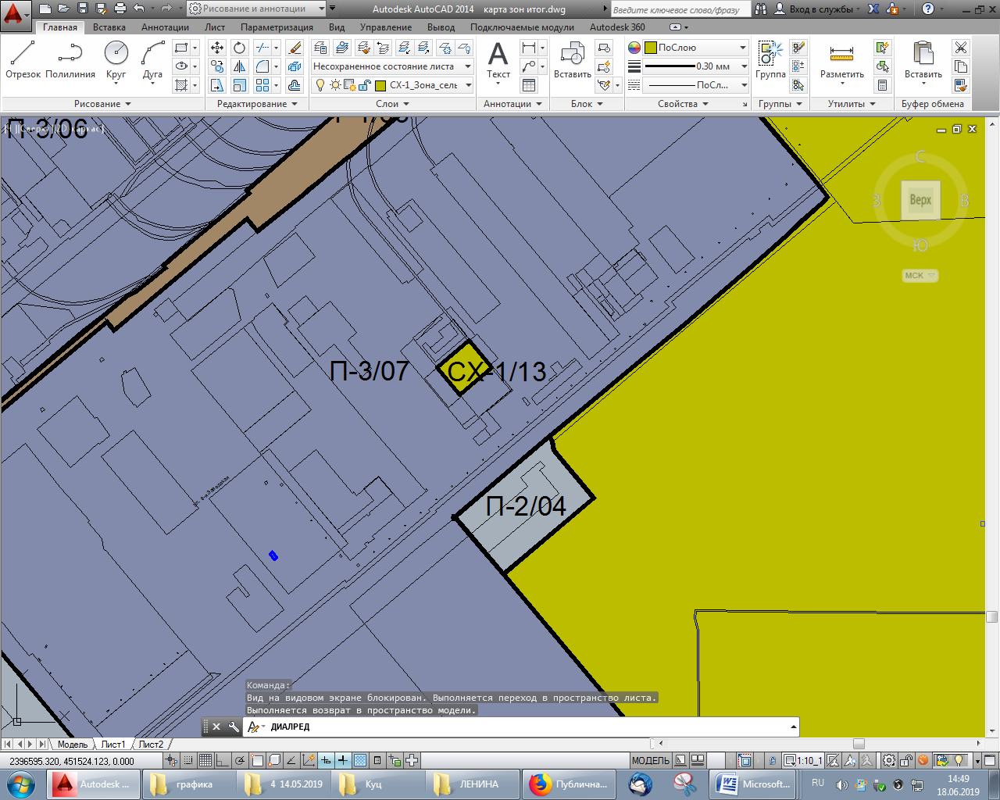 Рисование и аннотации
Autodesk AutoCAD 2014 карта зон итог.dwg
Введите ключевое слово/фразу
Вход в службы
Главная Вставка Аннотации Лист Параметризация Вид Управление Вывод Подключаемые модули Autodesk 360
Несохраненное состояние листа
СХ-1_Зона_сель
Отрезок Полилиния Круг Дуга
Текст
Вставить
ПоСлою
0.30 мм
ПоСл...
Группа
Разметить
Вставить
Рисование Редактирование Слои Аннотации Блок Свойства Группы Утилиты Буфер обмена
П-3/06
С
З Верх В
Ю
МСК
П-3/07
СХ-1/13
П-2/04
Команда:
Вид на видовом экране блокирован. Выполняется переход в пространство листа.
Выполняется возврат в пространство модели.
ДИАЛРЕД
Модель Лист1 Лист2
2396595.320, 451524.123, 0.000
МОДЕЛЬ
1:10_1
Autodesk ...
графика
4 14.05.2019
Куц
ЛЕНИНА
Публична...
Microsoft...
RU
14:49
18.06.2019